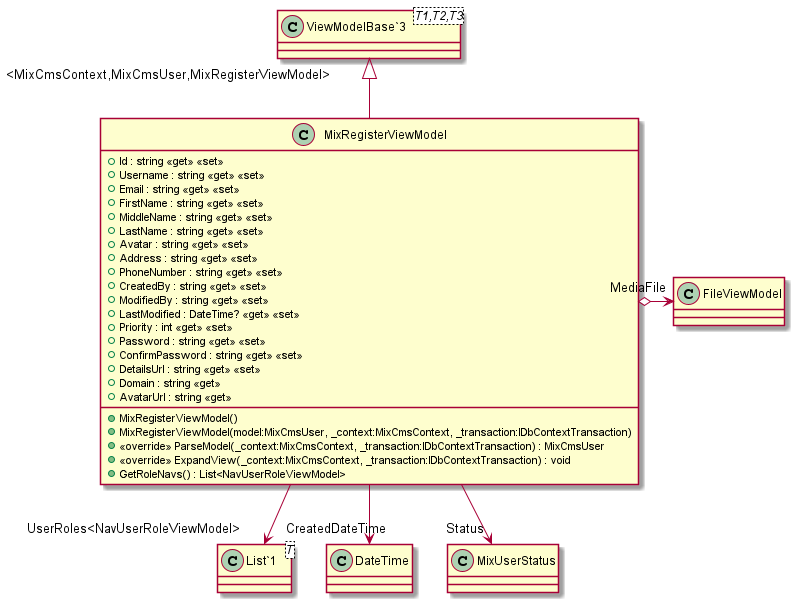 C ViewModelBase`3 T1,T2,T3
<MixCmsContext,MixCmsUser,MixRegisterViewModel>
C MixRegisterViewModel
Id : string «get» «set»
Username : string «get» «set»
Email : string «get» «set»
FirstName : string «get» «set»
MiddleName : string «get» «set»
LastName : string «get» «set»
Avatar : string «get» «set»
Address : string «get» «set»
PhoneNumber : string «get» «set»
CreatedBy : string «get» «set»
ModifiedBy : string «get» «set»
LastModified : DateTime? «get» «set»
Priority : int «get» «set»
Password : string «get» «set»
ConfirmPassword : string «get» «set»
DetailsUrl : string «get» «set»
Domain : string «get»
AvatarUrl : string «get»
MixRegisterViewModel()
MixRegisterViewModel(model:MixCmsUser, _context:MixCmsContext, _transaction:IDbContextTransaction)
«override» ParseModel(_context:MixCmsContext, _transaction:IDbContextTransaction) : MixCmsUser
«override» ExpandView(_context:MixCmsContext, _transaction:IDbContextTransaction) : void
GetRoleNavs() : List<NavUserRoleViewModel>
MediaFile
C FileViewModel
UserRoles<NavUserRoleViewModel>
CreatedDateTime
Status
C List`1 T
C DateTime
C MixUserStatus